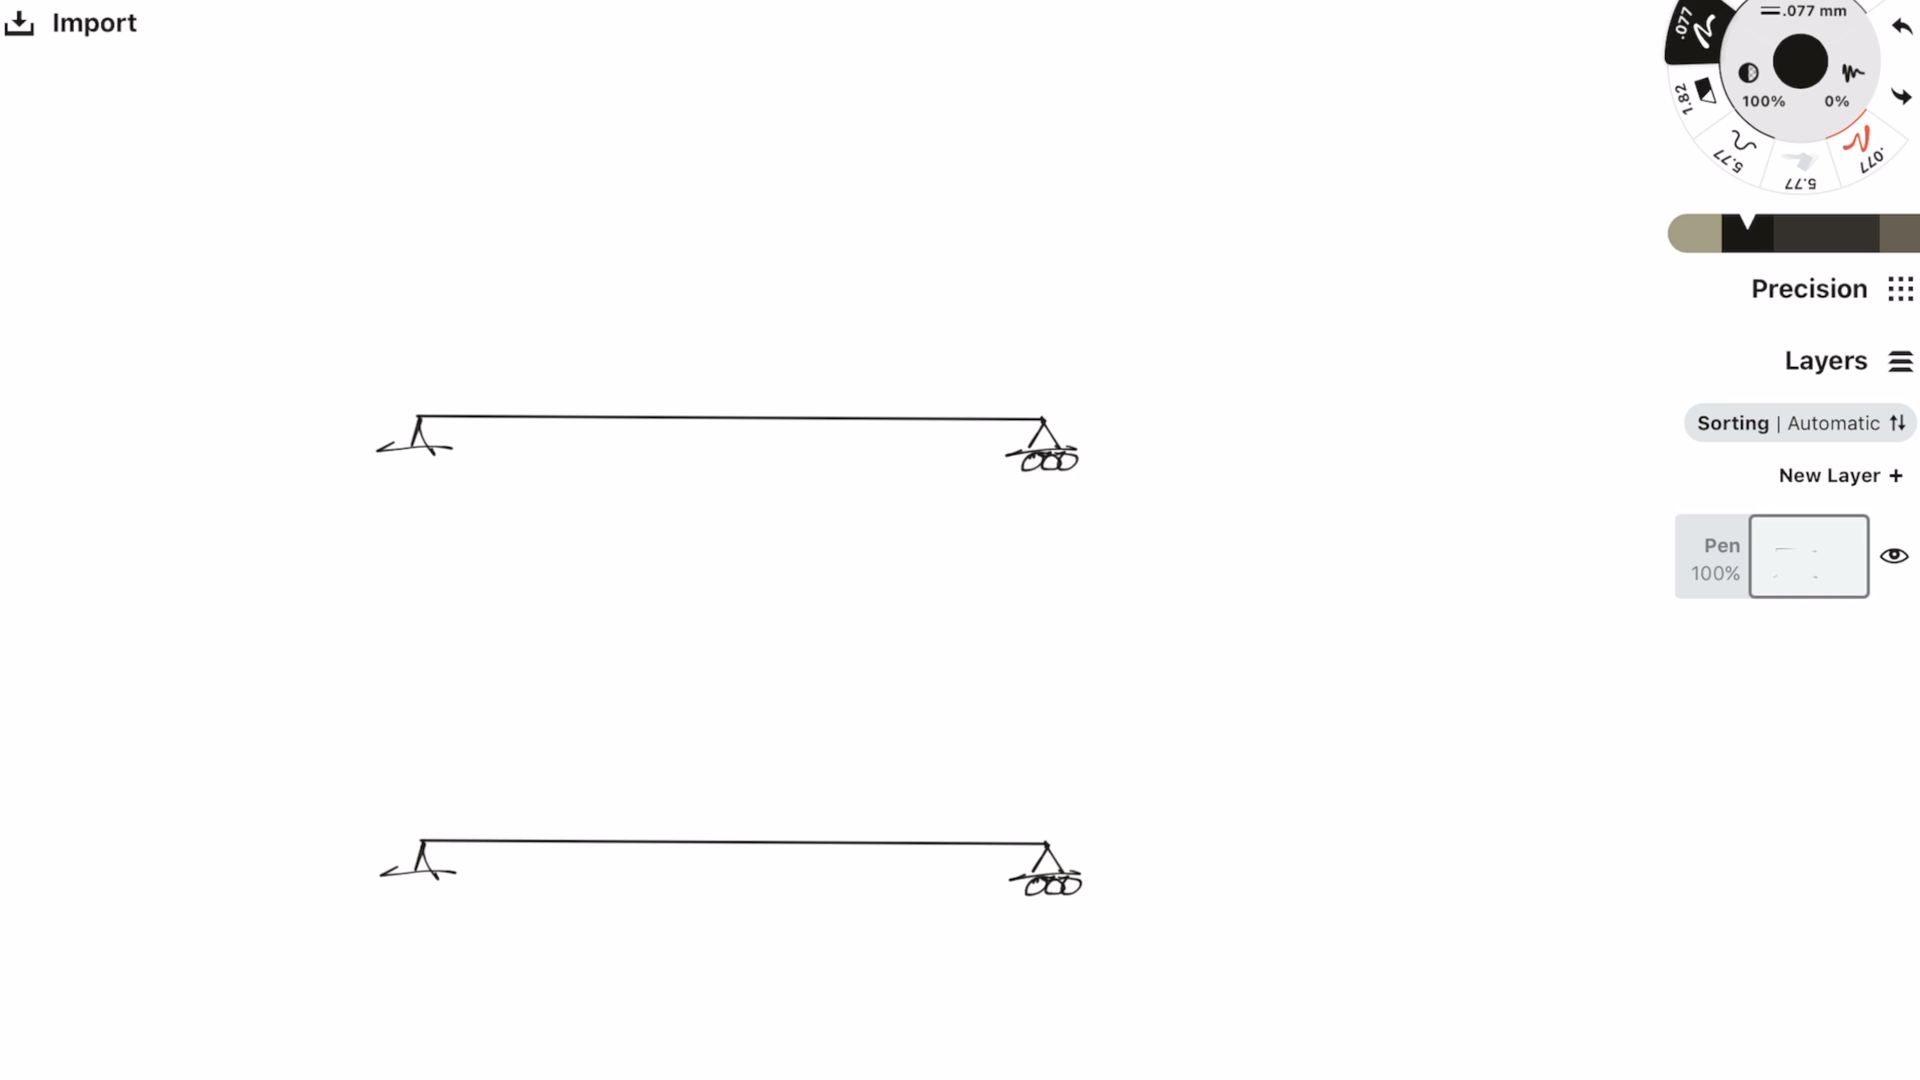 Import
.077 mm
.077
1.82
100%
0%
5.77
5.77
.077
Precision
Layers
Sorting | Automatic
New Layer +
Pen
100%